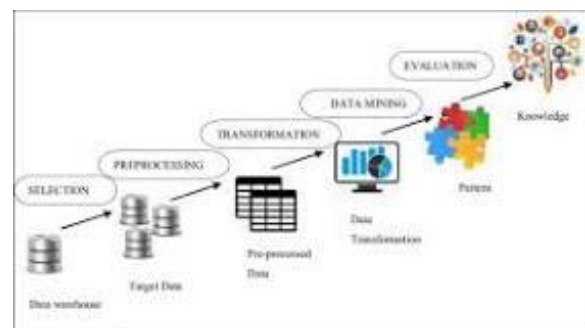 EVALUATION
Knowledge
DATA MINING
Pattern
TRANSFORMATION
Data
Transformation
PREPROCESSING
Pre-processed
Data
SELECTION
Target Data
Data warehouse